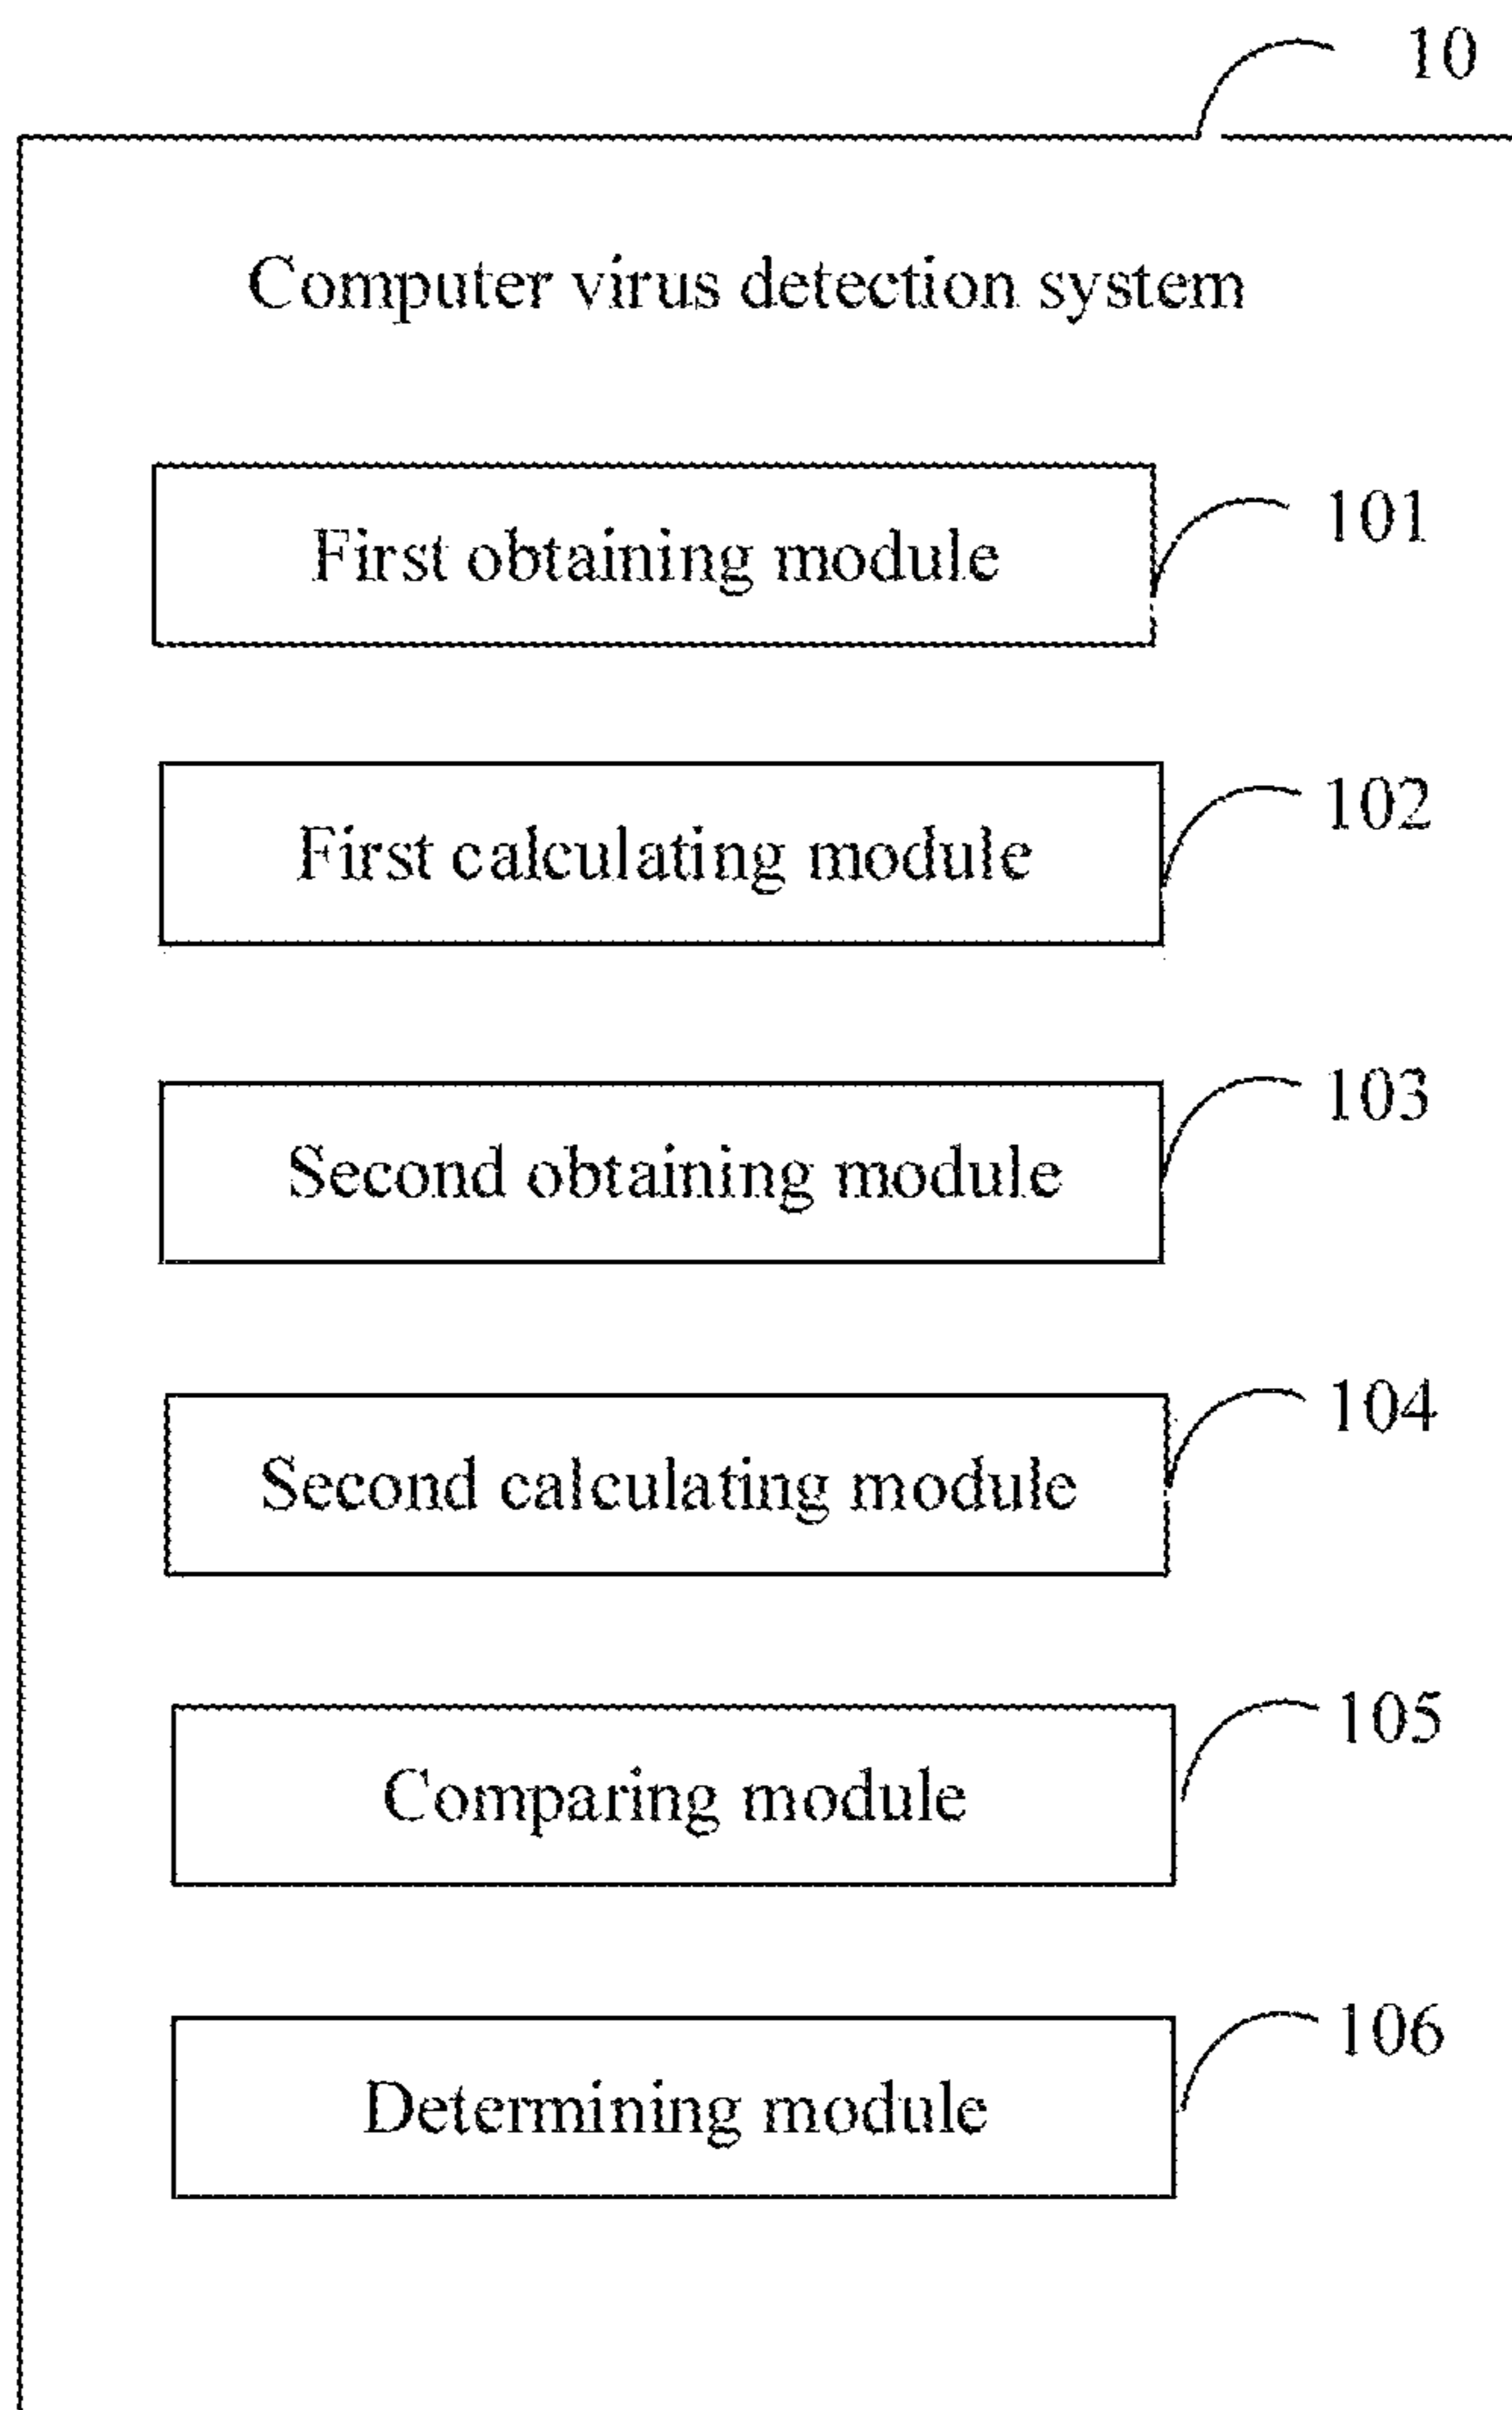 10
Computer virus detection system
First obtaining module
101
First calculating module
102
Second obtaining module
103
Second calculating module
104
Comparing module
105
Determining module
106